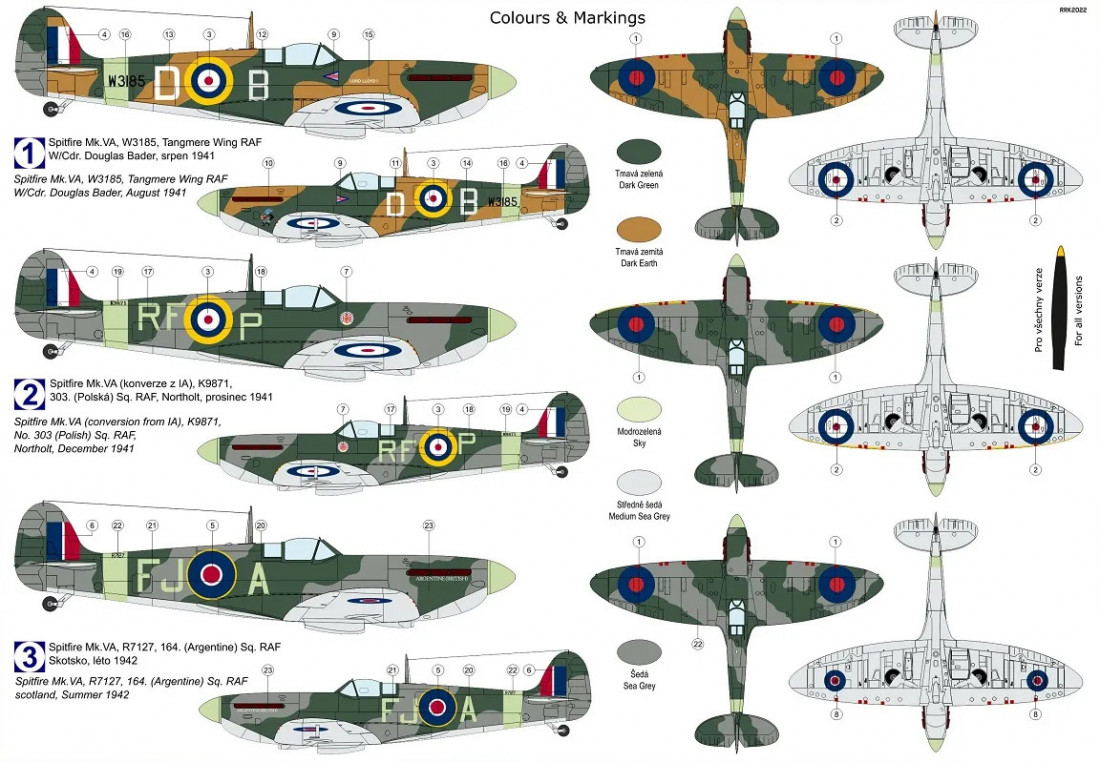 Colours & Markings
RRK2022
4
16
13
3
12
9
15
W3185
D
B
LORD LLOYD I
1
Spitfire Mk.VA, W3185, Tangmere Wing RAF
W/Cdr. Douglas Bader, srpen 1941
Spitfire Mk.VA, W3185, Tangmere Wing RAF
W/Cdr. Douglas Bader, August 1941
10
9
11
3
14
16
4
D
B
W3185
1
1
2
2
Tmavá zelená
Dark Green
Tmavá zemitá
Dark Earth
4
19
17
3
18
7
K9871
RF
P
2
Spitfire Mk.VA (konverze z IA), K9871,
303. (Polská) Sq. RAF, Northolt, prosinec 1941
Spitfire Mk.VA (conversion from IA), K9871,
No. 303 (Polish) Sq. RAF,
Northolt, December 1941
7
17
3
18
19
4
RF
P
K9871
1
1
2
2
Pro všechny verze
For all versions
Modrozelená
Sky
Středně šedá
Medium Sea Grey
6
22
21
5
20
23
R7127
FJ
A
ARGENTINE (BRITISH) I
3
Spitfire Mk.VA, R7127, 164. (Argentine) Sq. RAF
Skotsko, léto 1942
Spitfire Mk.VA, R7127, 164. (Argentine) Sq. RAF
scotland, Summer 1942
23
21
5
20
22
6
FJ
A
R7127
1
1
22
8
8
Šedá
Sea Grey